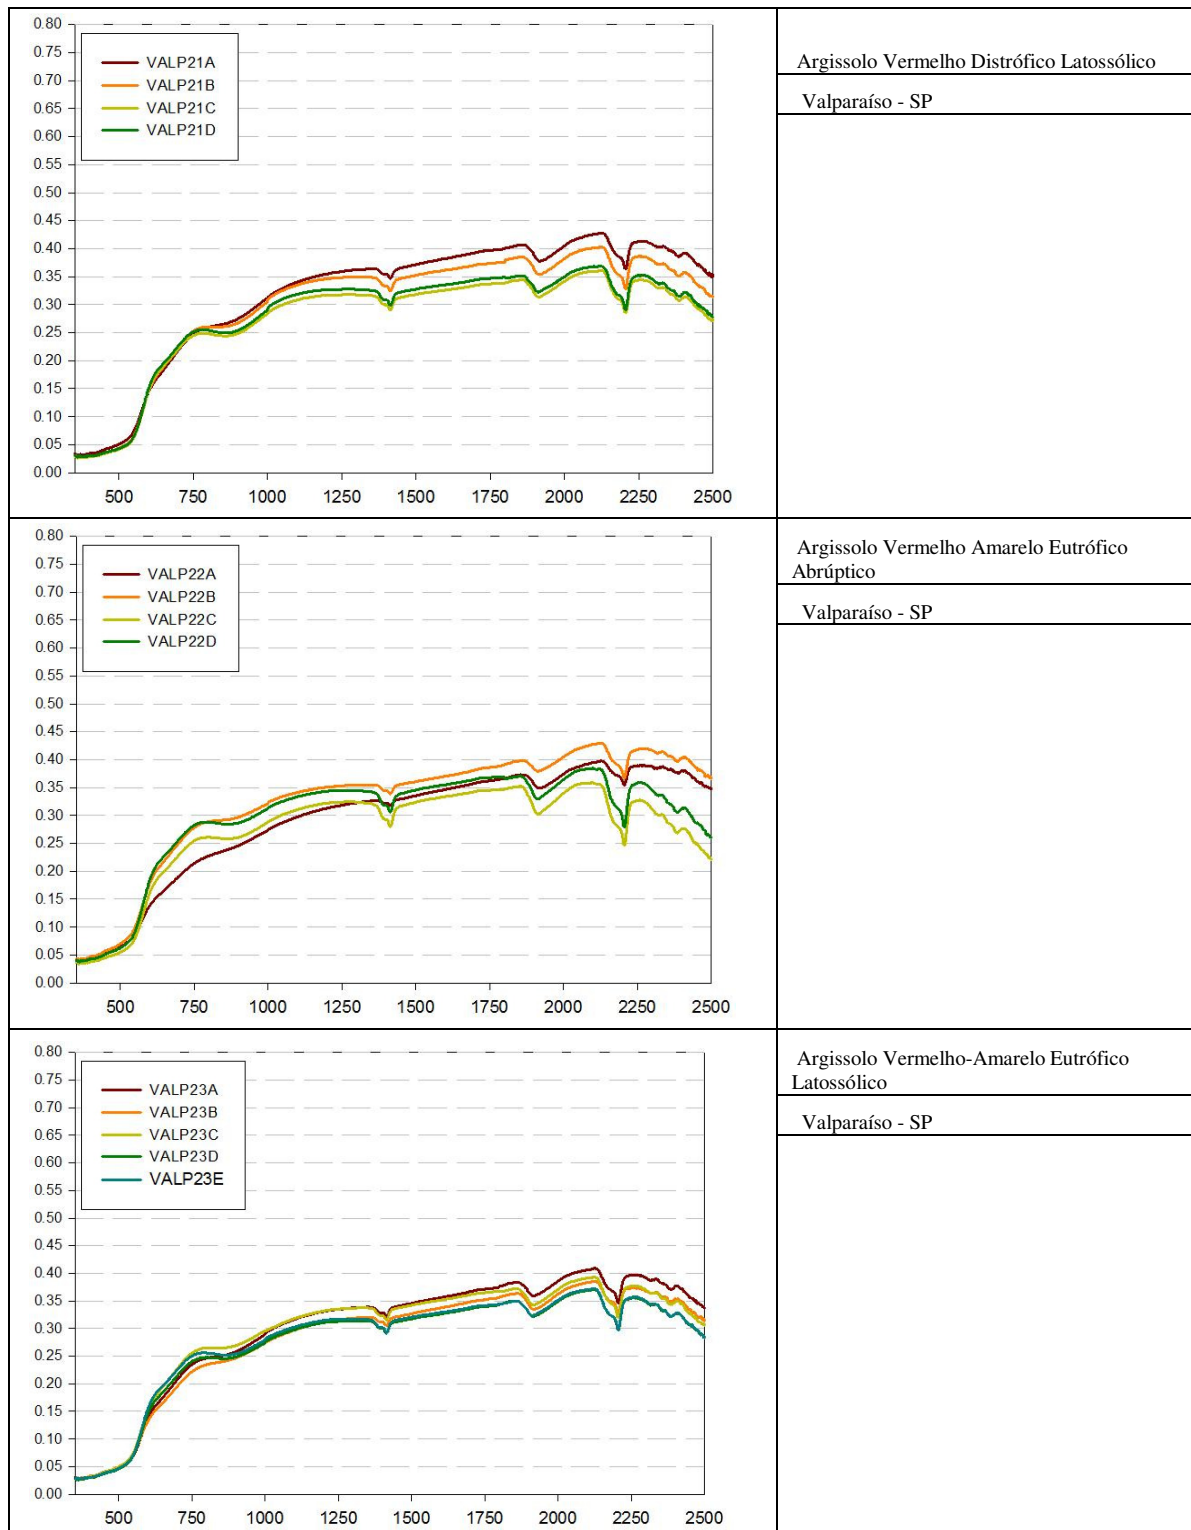 0.80
0.75
0.70
0.65
0.60
0.55
0.50
0.45
0.40
0.35
0.30
0.25
0.20
0.15
0.10
0.05
0.00
VALP21A
VALP21B
VALP21C
VALP21D
500 750 1000 1250 1500 1750 2000 2250 2500
Argissolo Vermelho Distrófico Latossólico
Valparaíso - SP
0.80
0.75
0.70
0.65
0.60
0.55
0.50
0.45
0.40
0.35
0.30
0.25
0.20
0.15
0.10
0.05
0.00
VALP22A
VALP22B
VALP22C
VALP22D
500 750 1000 1250 1500 1750 2000 2250 2500
Argissolo Vermelho Amarelo Eutrófico
Abrúptico
Valparaíso - SP
0.80
0.75
0.70
0.65
0.60
0.55
0.50
0.45
0.40
0.35
0.30
0.25
0.20
0.15
0.10
0.05
0.00
VALP23A
VALP23B
VALP23C
VALP23D
VALP23E
500 750 1000 1250 1500 1750 2000 2250 2500
Argissolo Vermelho-Amarelo Eutrófico
Latossólico
Valparaíso - SP